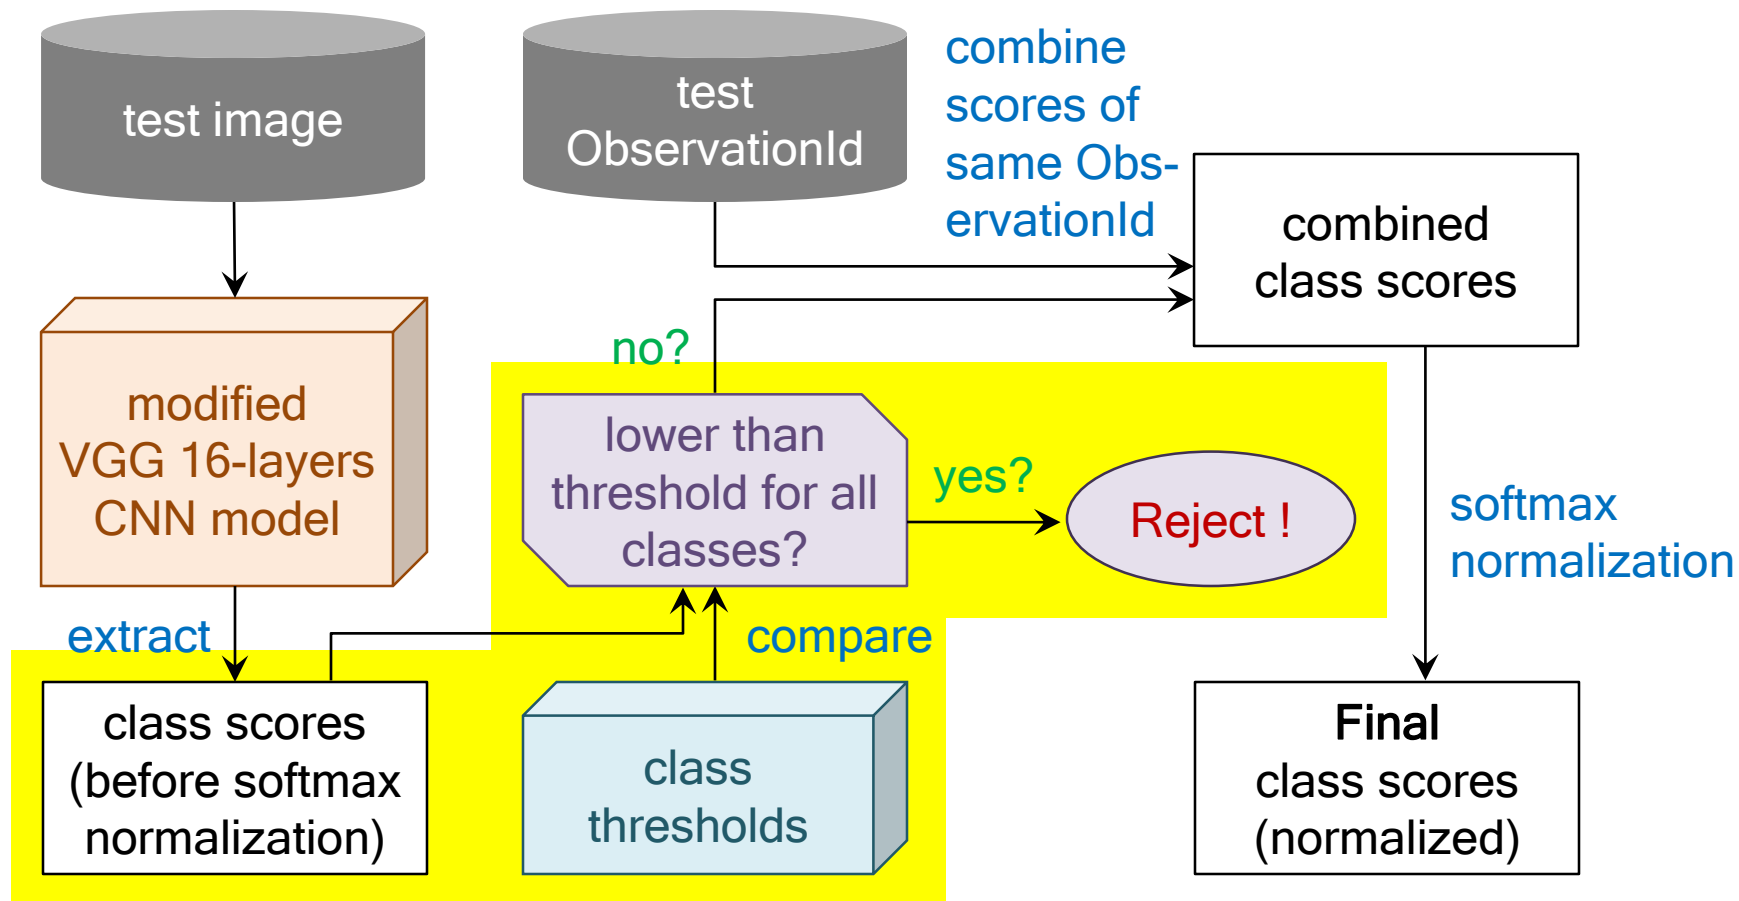 test image
test
ObservationId
combine
scores of
same Obs-
ervationId
combined
class scores
no?
modified
VGG 16-layers
CNN model
lower than
threshold for all
classes?
yes?
Reject !
softmax
normalization
extract
compare
class scores
(before softmax
normalization)
class
thresholds
Final
class scores
(normalized)